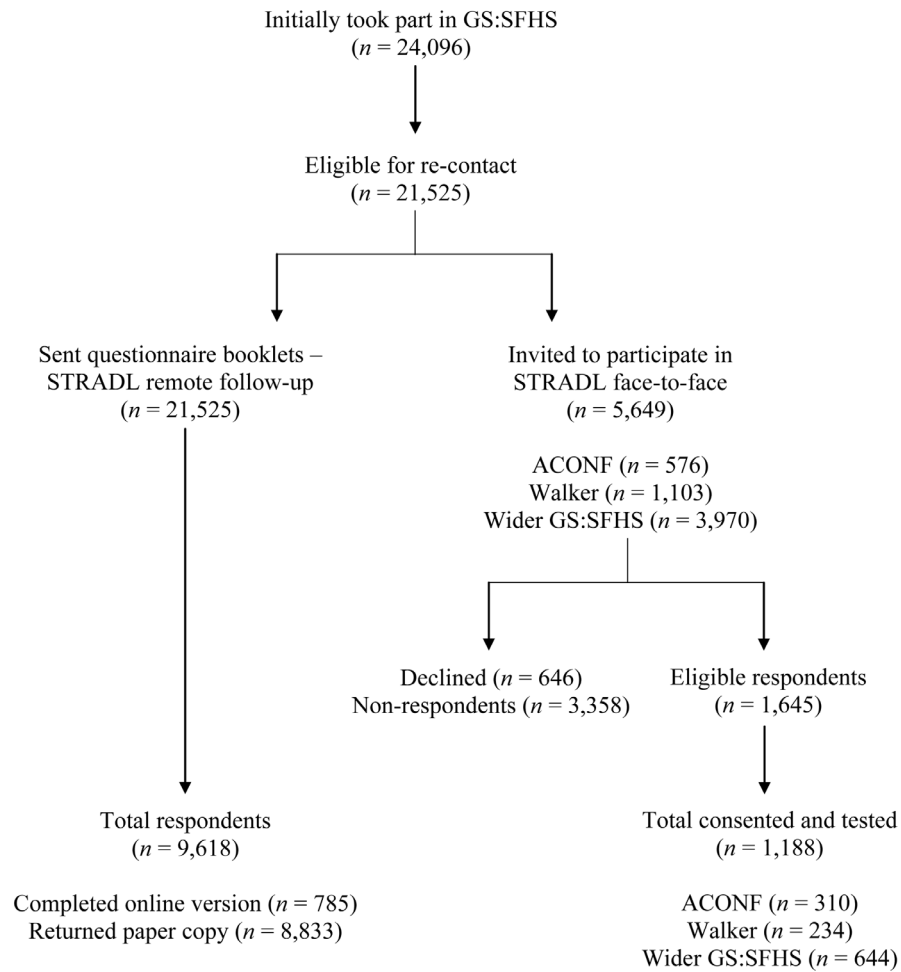 Initially took part in GS:SFHS
(n = 24,096)
Eligible for re-contact
(n = 21,525)
Sent questionnaire booklets –
STRADL remote follow-up
(n = 21,525)
Invited to participate in
STRADL face-to-face
(n = 5,649)
ACONF (n = 576)
Walker (n = 1,103)
Wider GS:SFHS (n = 3,970)
Declined (n = 646)
Non-respondents (n = 3,358)
Eligible respondents
(n = 1,645)
Total respondents
(n = 9,618)
Completed online version (n = 785)
Returned paper copy (n = 8,833)
Total consented and tested
(n = 1,188)
ACONF (n = 310)
Walker (n = 234)
Wider GS:SFHS (n = 644)